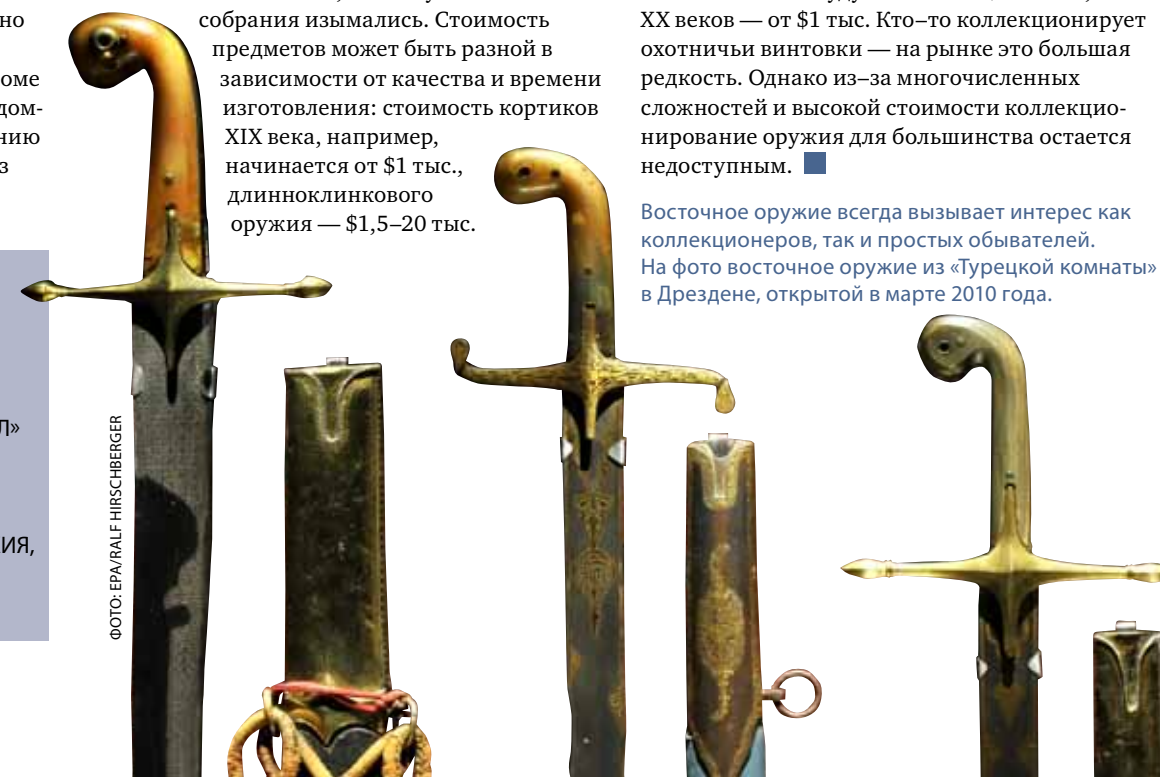 но
оме
дом-
нию
з
Л»
ИЯ,
собрания изымались. Стоимость
предметов может быть разной в
зависимости от качества и времени
изготовления: стоимость кортиков
XIX века, например,
начинается от $1 тыс.,
длинноклинкового
оружия — $1,5–20 тыс.
XX веков — от $1 тыс. Кто–то коллекционирует
охотничьи винтовки — на рынке это большая
редкость. Однако из–за многочисленных
сложностей и высокой стоимости коллекцио-
нирование оружия для большинства остается
недоступным.
Восточное оружие всегда вызывает интерес как
коллекционеров, так и простых обывателей.
На фото восточное оружие из «Турецкой комнаты»
в Дрездене, открытой в марте 2010 года.
ФОТО: EPA/RALF HIRSCHBERGER